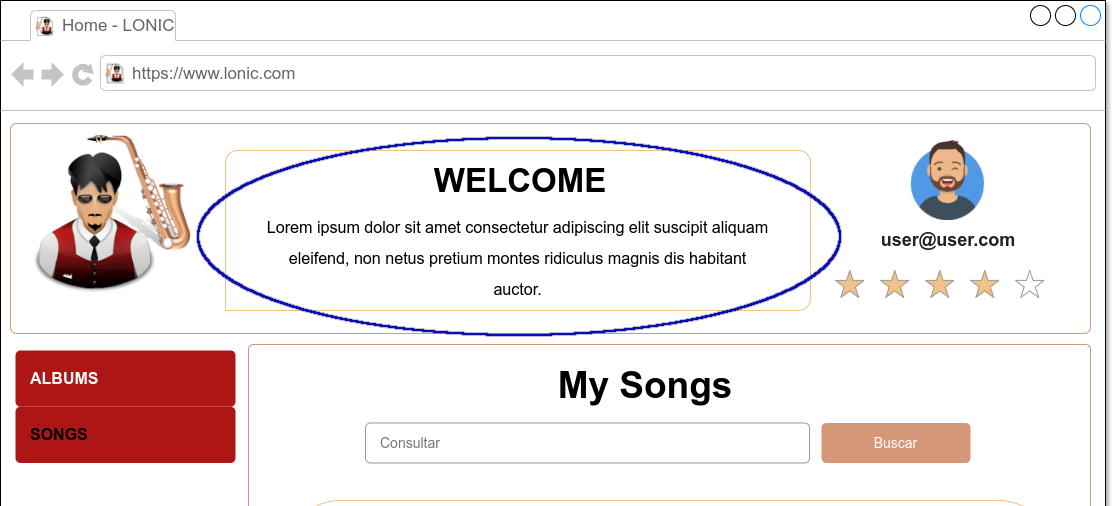 Home - LONIC
https://www.lonic.com
WELCOME
Lorem ipsum dolor sit amet consectetur adipiscing elit suscipit aliquam
eleifend, non netus pretium montes ridiculus magnis dis habitant
auctor.
user@user.com
ALBUMS
SONGS
My Songs
Consultar
Buscar